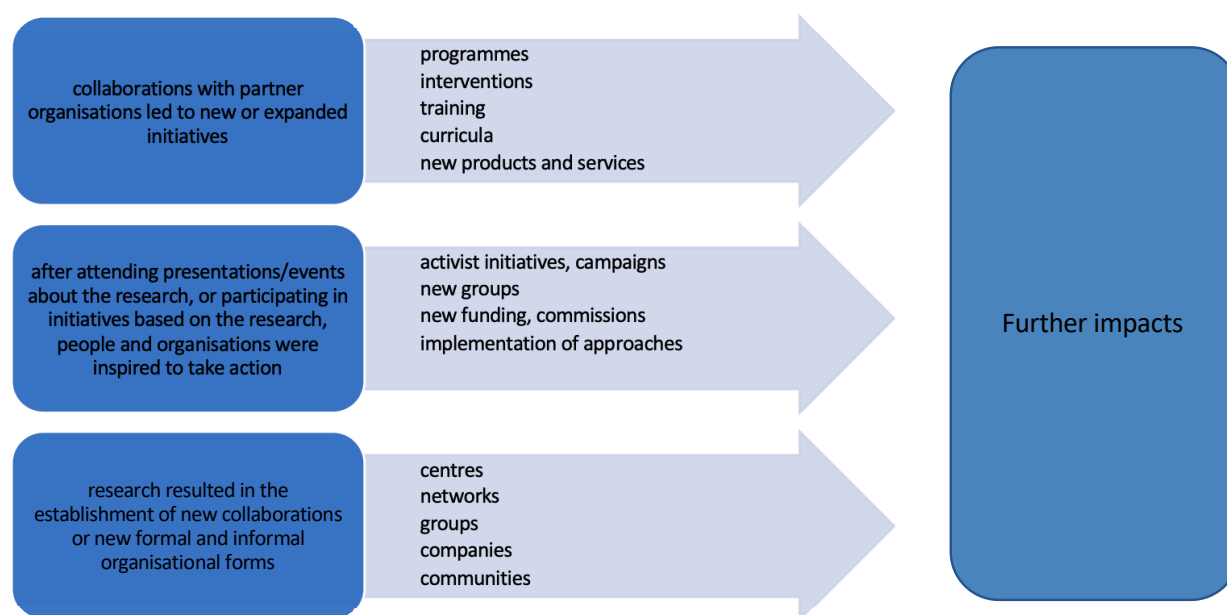 collaborations with partner
organisations led to new or expanded
initiatives
programmes
interventions
training
curricula
new products and services
after attending presentations/events
about the research, or participating in
initiatives based on the research,
people and organisations were
inspired to take action
activist initiatives, campaigns
new groups
new funding, commissions
implementation of approaches
research resulted in the
establishment of new collaborations
or new formal and informal
organisational forms
centres
networks
groups
companies
communities
Further impacts